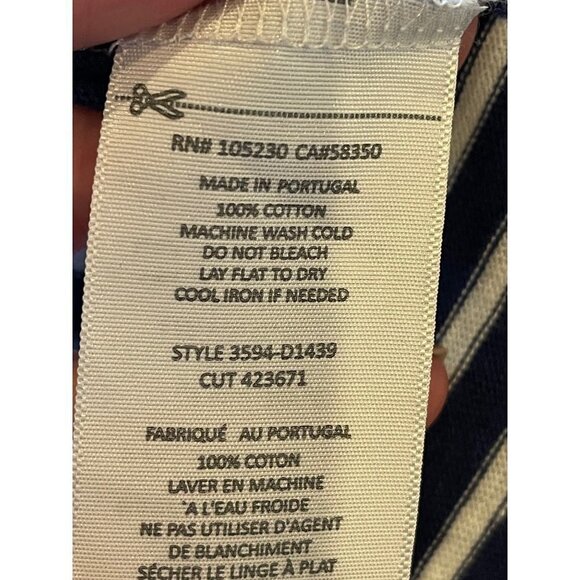 RN# 105230 CA#58350
MADE IN PORTUGAL
100% COTTON
MACHINE WASH COLD
DO NOT BLEACH
LAY FLAT TO DRY
COOL IRON IF NEEDED
STYLE 3594-D1439
CUT 423671
FABRIQUÉ AU PORTUGAL
100% COTON
LAVER EN MACHINE
`A L'EAU FROIDE
NE PAS UTILISER D'AGENT
DE BLANCHIMENT
SÉCHER LE LINGE À PLAT